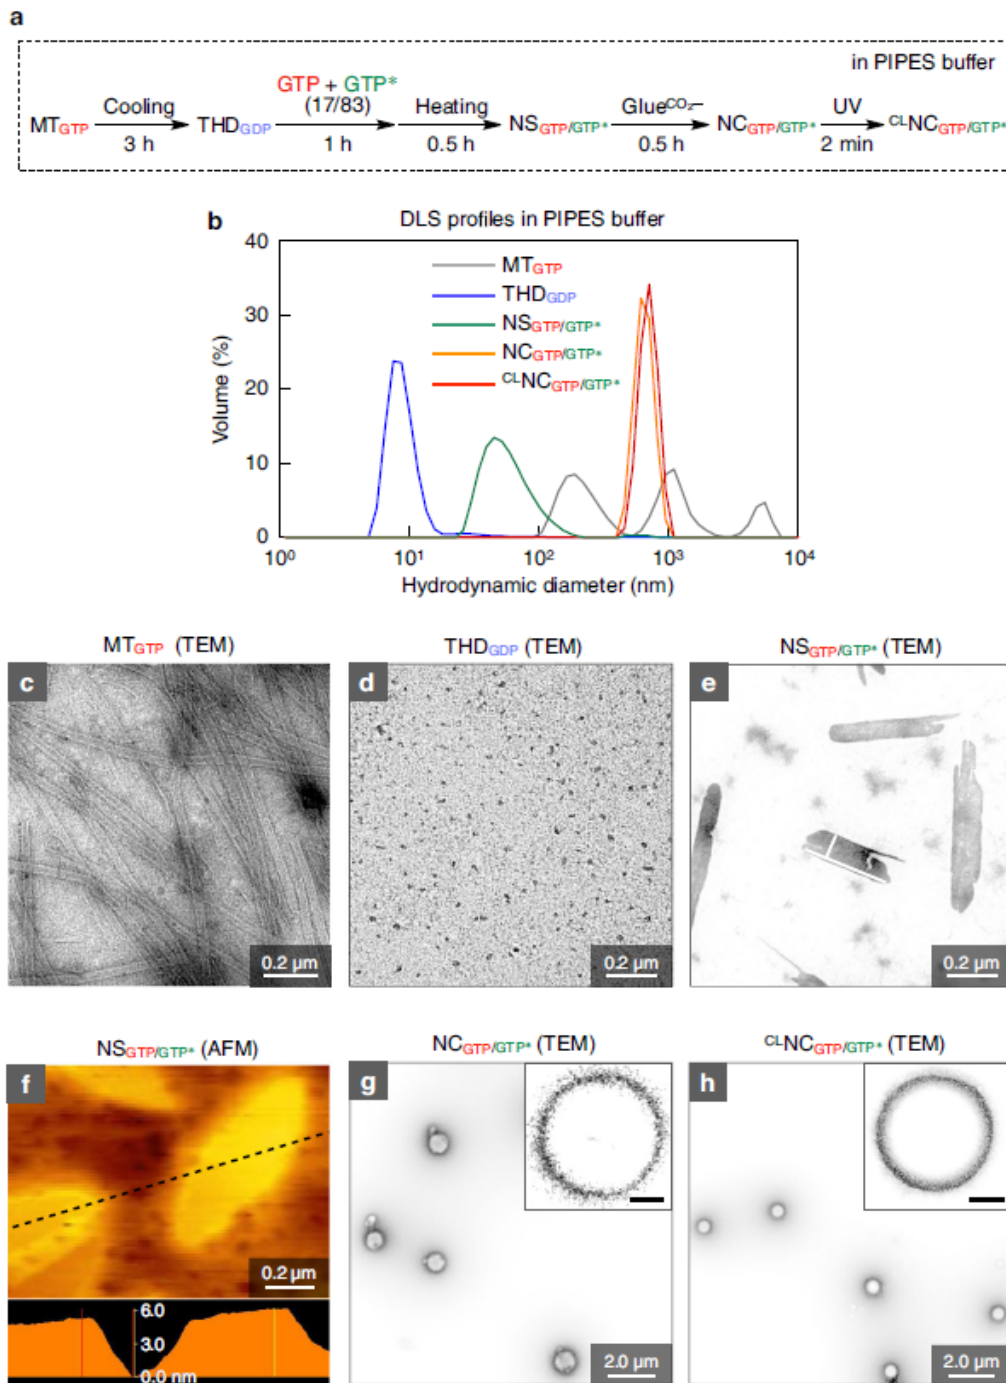 a
in PIPES buffer
MTGTP Cooling 3 h THDGDP GTP + GTP* (17/83) 1 h Heating 0.5 h NSGTP/GTP* GlueCO₂– 0.5 h NCGTP/GTP* UV 2 min CLNCGTP/GTP*
b
DLS profiles in PIPES buffer
Volume (%)
40
30
20
10
0
MTGTP
THDGDP
NSGTP/GTP*
NCGTP/GTP*
CLNCGTP/GTP*
10⁰ 10¹ 10² 10³ 10⁴
Hydrodynamic diameter (nm)
MTGTP (TEM)
c
0.2 µm
THDGDP (TEM)
d
0.2 µm
NSGTP/GTP* (TEM)
e
0.2 µm
NSGTP/GTP* (AFM)
f
0.2 µm
6.0
3.0
0.0 nm
NCGTP/GTP* (TEM)
g
2.0 µm
CLNCGTP/GTP* (TEM)
h
2.0 µm